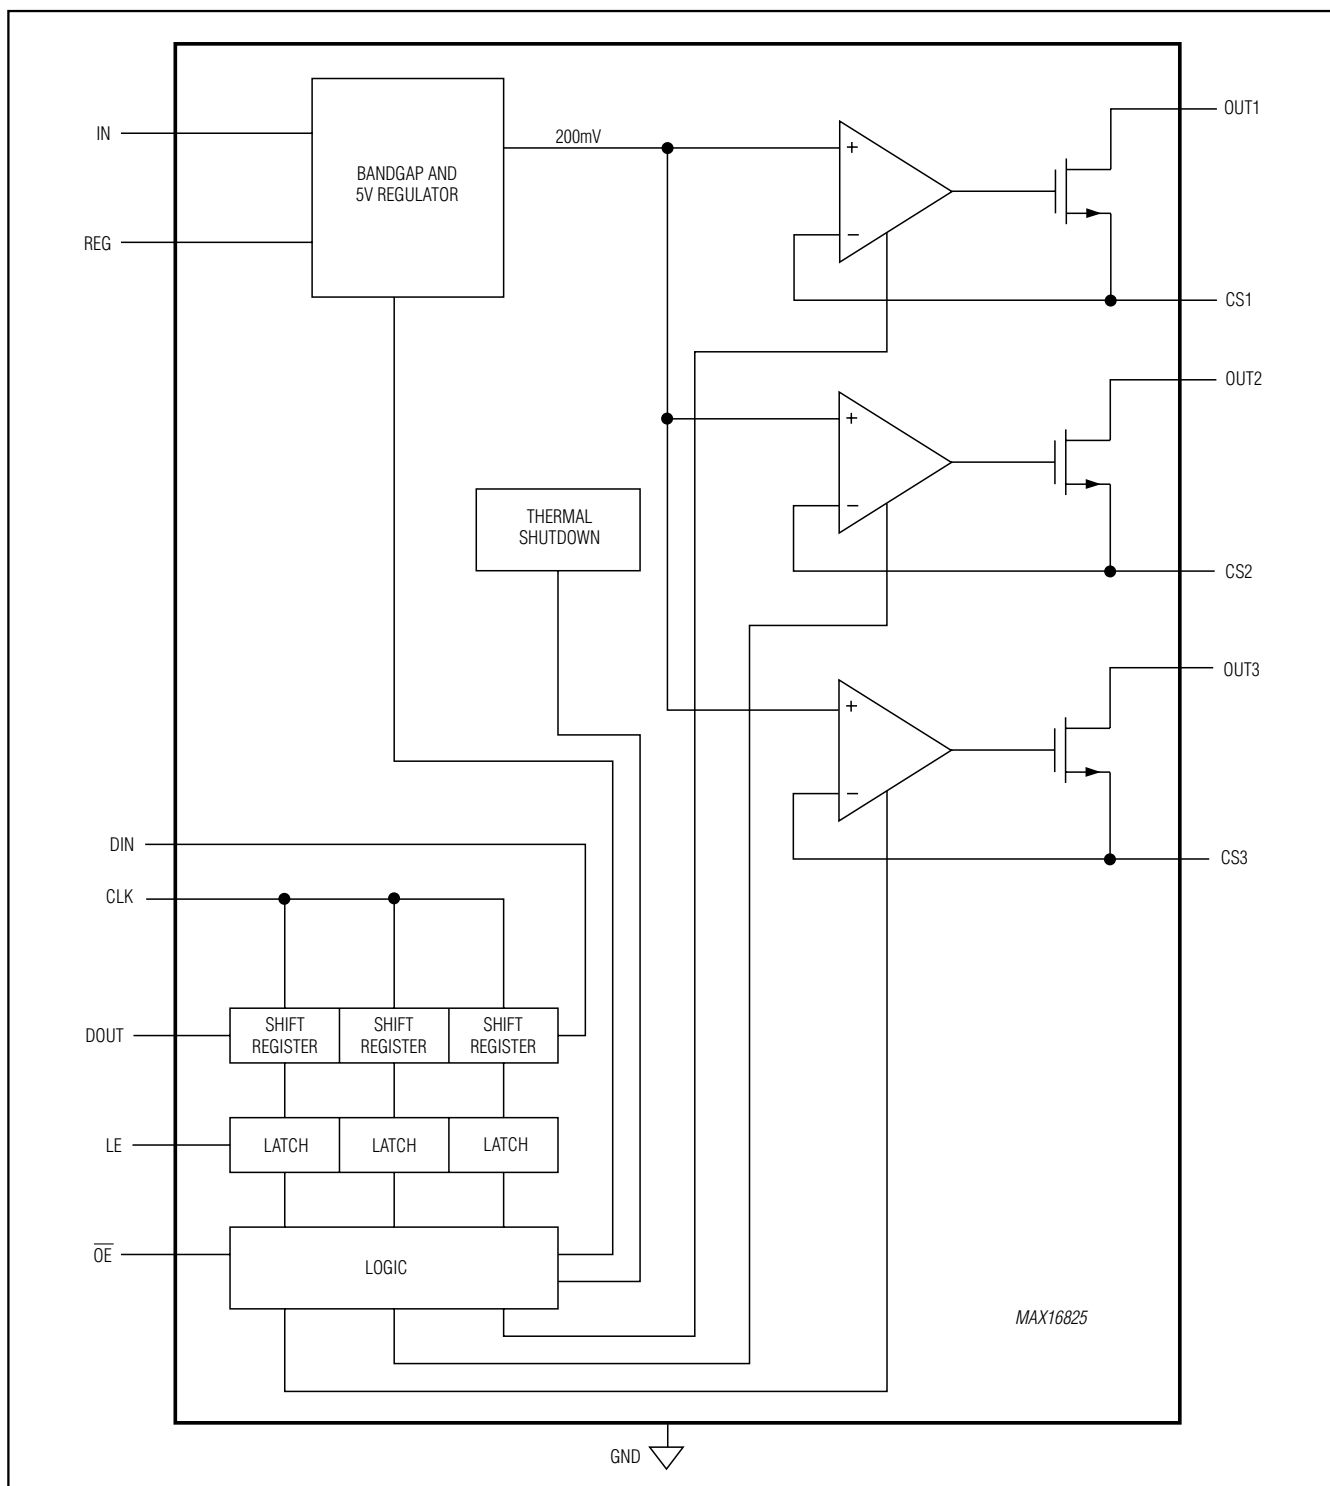 OUT1
IN
200mV
+
BANDGAP AND
5V REGULATOR
−
REG
CS1
OUT2
+
−
THERMAL
SHUTDOWN
CS2
OUT3
+
−
DIN
CS3
CLK
DOUT
SHIFT
REGISTER
SHIFT
REGISTER
SHIFT
REGISTER
LE
LATCH
LATCH
LATCH
OE
LOGIC
MAX16825
GND